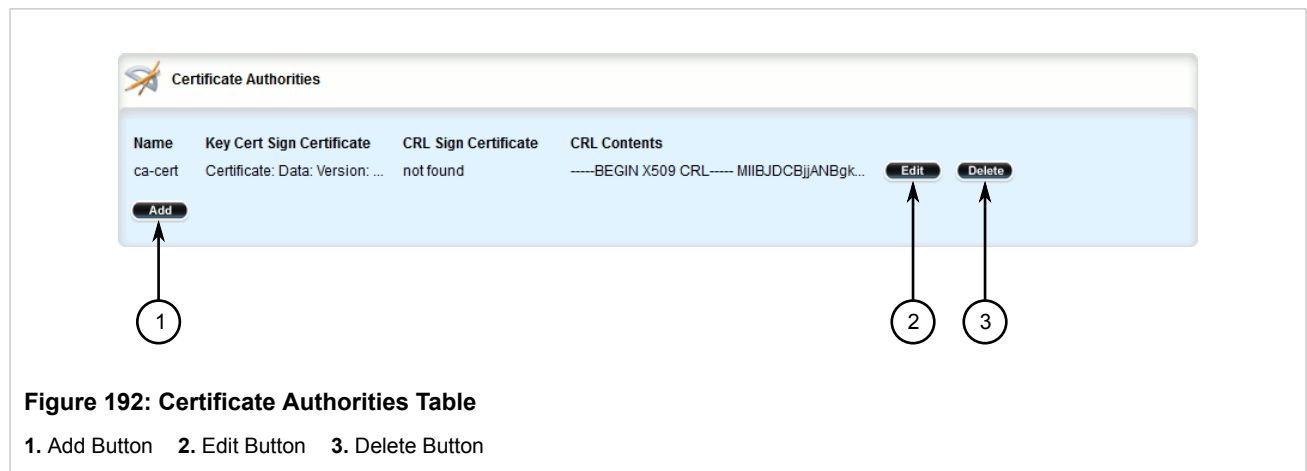 Certificate Authorities
Name Key Cert Sign Certificate CRL Sign Certificate CRL Contents
ca-cert Certificate: Data: Version: ... not found -----BEGIN X509 CRL----- MIIBJDCBjjANBgk... Edit Delete
Add
1 2 3
Figure 192: Certificate Authorities Table
1. Add Button 2. Edit Button 3. Delete Button